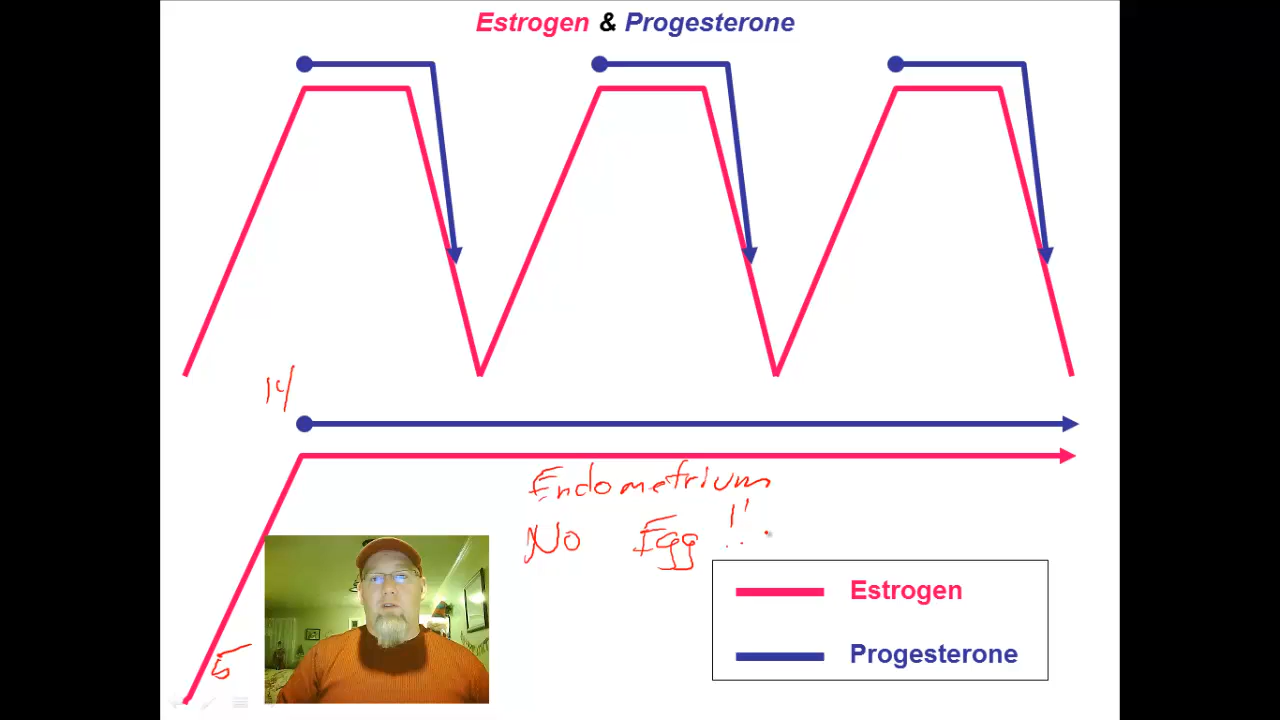 Estrogen & Progesterone
14
Endometrium
No Egg !!
5
Estrogen
Progesterone